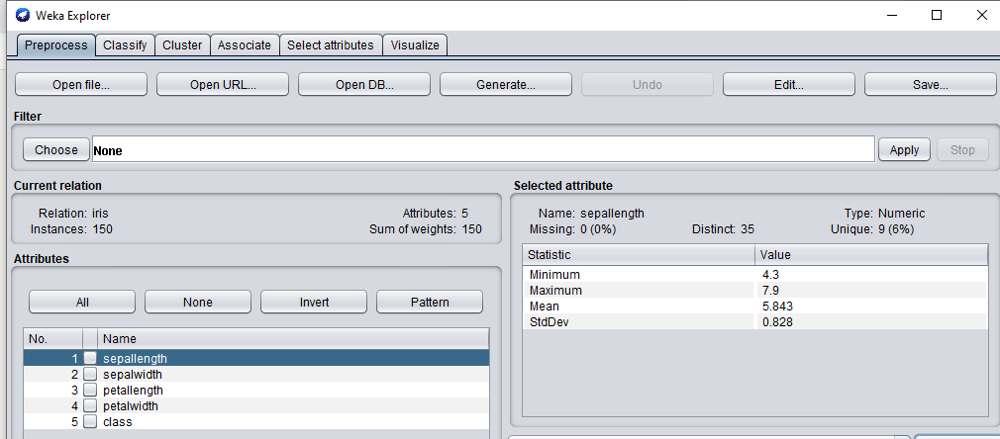 Weka Explorer
Preprocess Classify Cluster Associate Select attributes Visualize
Open file... Open URL... Open DB... Generate... Undo Edit... Save...
Filter
Choose None Apply Stop
Current relation
Relation: iris Attributes: 5
Instances: 150 Sum of weights: 150
Attributes
All None Invert Pattern
No. Name
1 sepallength
2 sepalwidth
3 petallength
4 petalwidth
5 class
Selected attribute
Name: sepallength Type: Numeric
Missing: 0 (0%) Distinct: 35 Unique: 9 (6%)
Statistic Value
Minimum 4.3
Maximum 7.9
Mean 5.843
StdDev 0.828